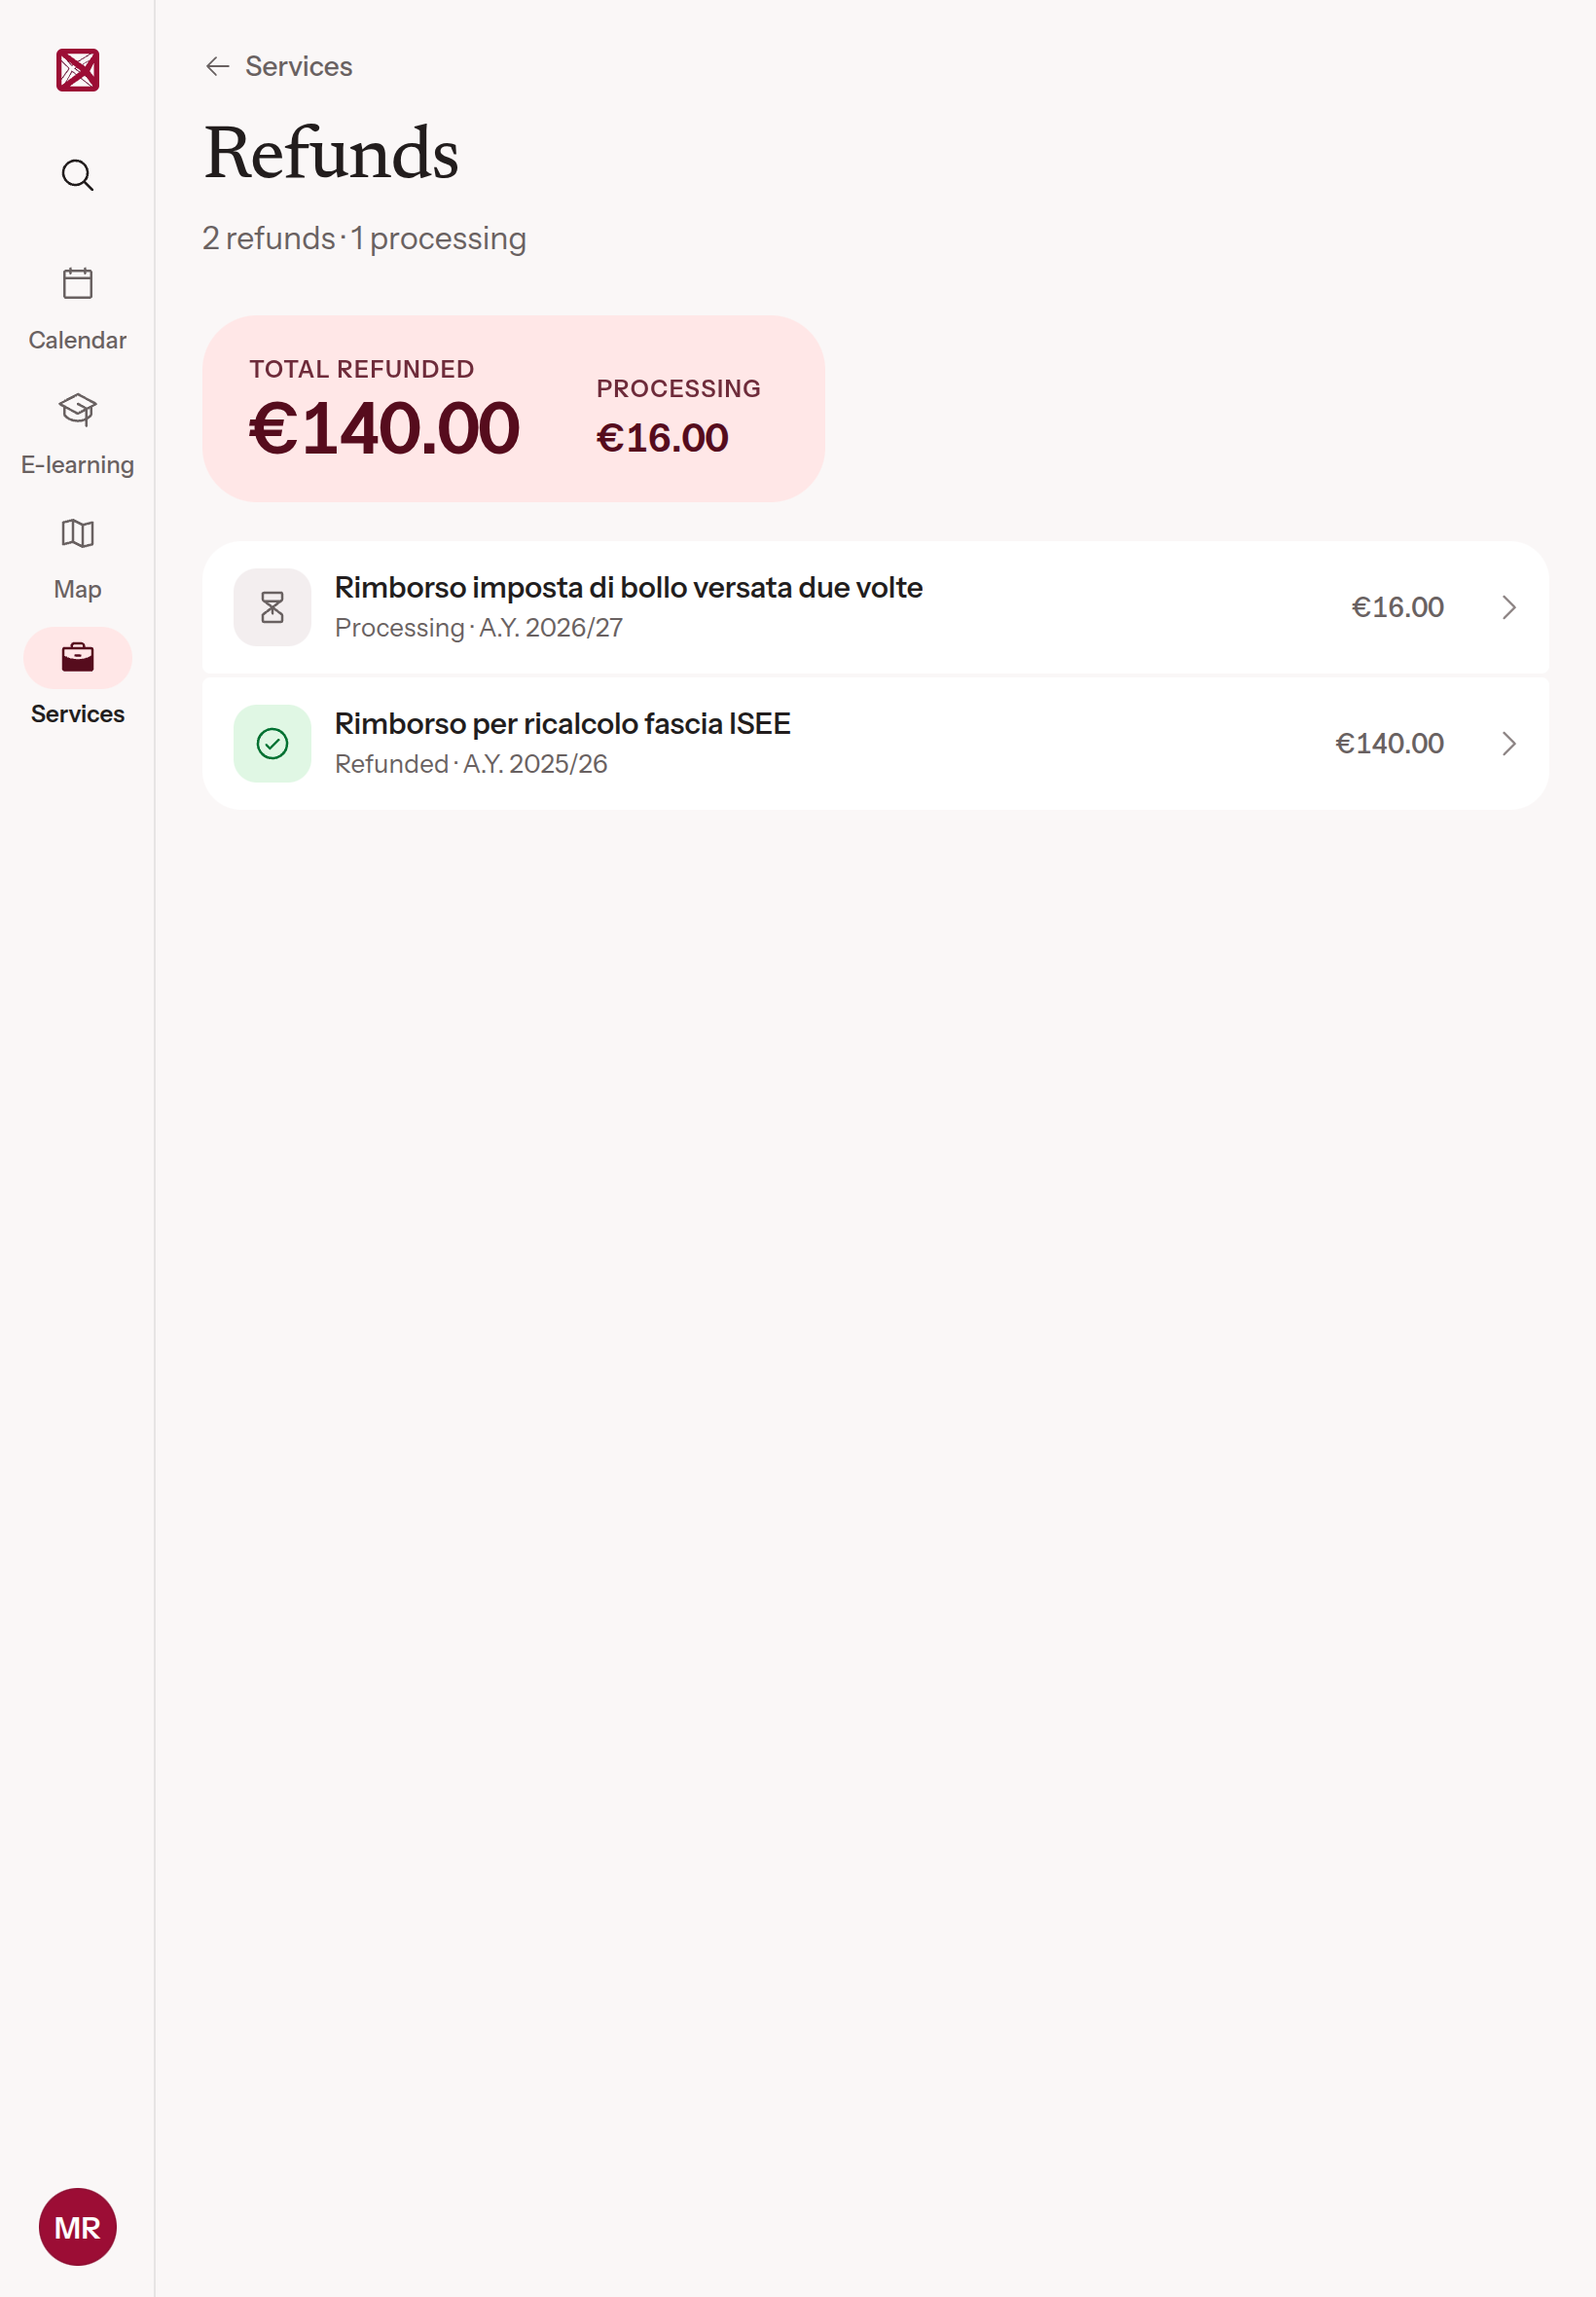 Services
Refunds
2 refunds · 1 processing
TOTAL REFUNDED
€140.00
PROCESSING
€16.00
Rimborso imposta di bollo versata due volte
Processing · A.Y. 2026/27
€16.00
Rimborso per ricalcolo fascia ISEE
Refunded · A.Y. 2025/26
€140.00
Calendar
E-learning
Map
Services
MR